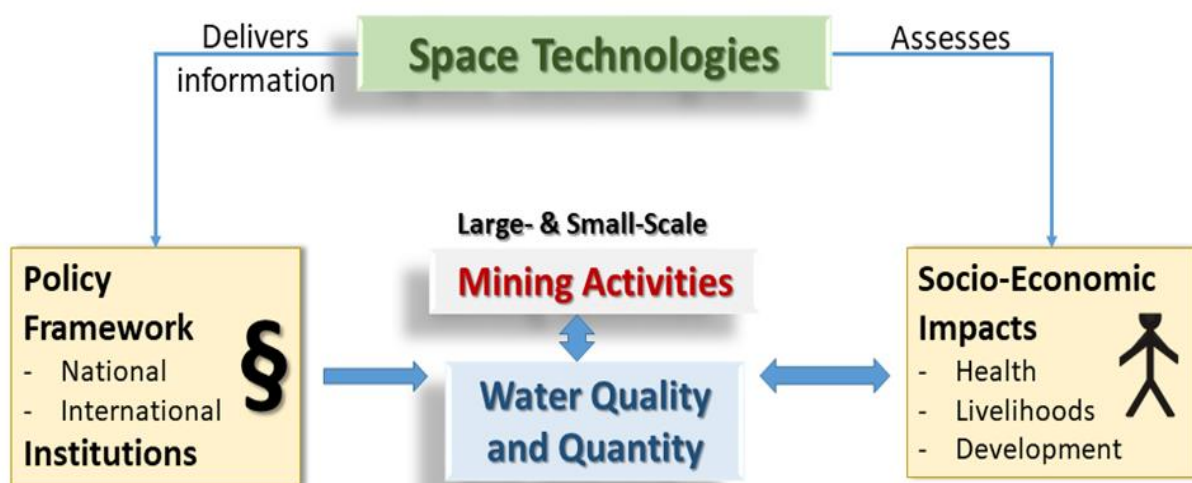 Delivers
information
Space Technologies
Assesses
Large- & Small-Scale
Mining Activities
Policy
Framework
- National
- International
Institutions
§
Water Quality
and Quantity
Socio-Economic
Impacts
- Health
- Livelihoods
- Development